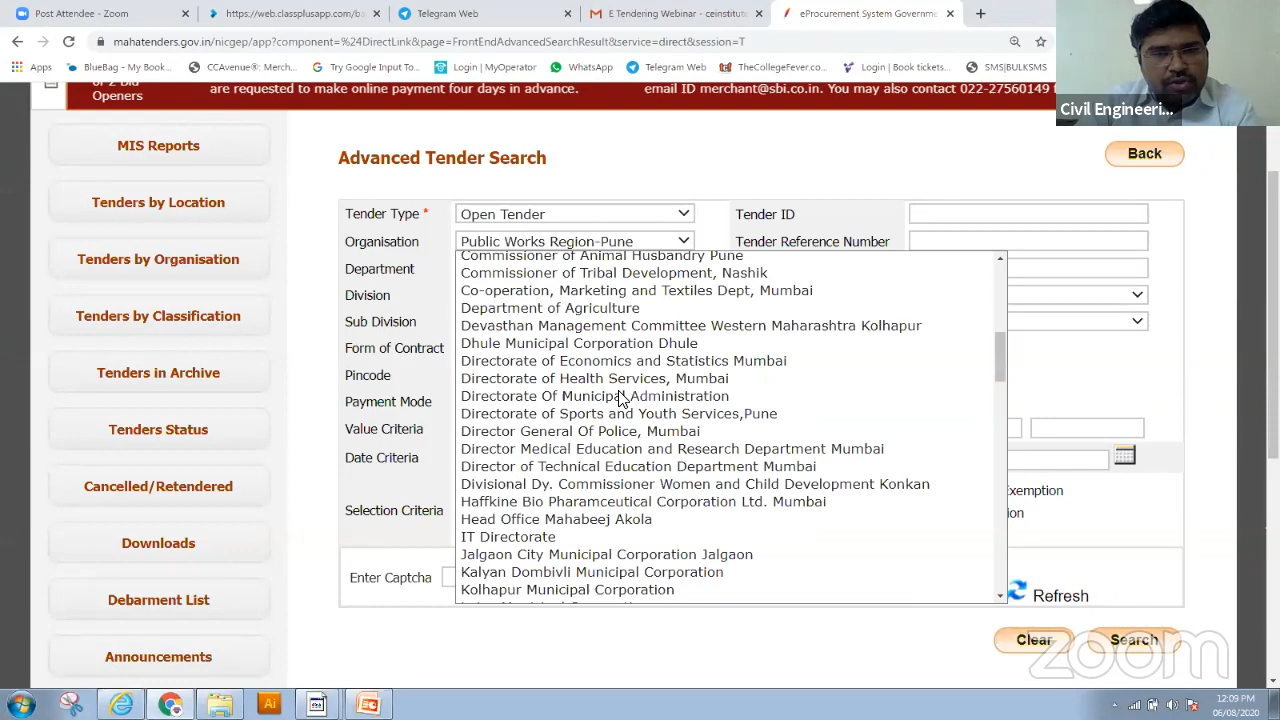 Post Attendee - Zoom
https://web.classplusapp.com/b
Telegram Web
E Tendering Webinar - ceinstitute
eProcurement System Governme
mahatenders.gov.in/nicgep/app?component=%24DirectLink&page=FrontEndAdvancedSearchResult&service=direct&session=T
Apps
BlueBag - My Dashb...
CCAvenue®: Merch...
Try Google Input To...
Login | MyOperator
WhatsApp
Telegram Web
TheCollegeFever.co...
Login | Book tickets...
SMS|BULKSMS
Civil Engineeri...
of 2 Bid
Openers
are requested to make online payment four days in advance.
email ID merchant@sbi.co.in. You may also contact 022-27560149 f
MIS Reports
Tenders by Location
Tenders by Organisation
Tenders by Classification
Tenders in Archive
Tenders Status
Cancelled/Retendered
Downloads
Debarment List
Announcements
Advanced Tender Search
Back
Tender Type *
Open Tender
Tender ID
Organisation
Public Works Region-Pune
Tender Reference Number
Department
Division
Sub Division
Form of Contract
Pincode
Payment Mode
Value Criteria
Date Criteria
Selection Criteria
Commissioner of Animal Husbandry Pune
Commissioner of Tribal Development, Nashik
Co-operation, Marketing and Textiles Dept, Mumbai
Department of Agriculture
Devasthan Management Committee Western Maharashtra Kolhapur
Dhule Municipal Corporation Dhule
Directorate of Economics and Statistics Mumbai
Directorate of Health Services, Mumbai
Directorate Of Municipal Administration
Directorate of Sports and Youth Services,Pune
Director General Of Police, Mumbai
Director Medical Education and Research Department Mumbai
Director of Technical Education Department Mumbai
Divisional Dy. Commissioner Women and Child Development Konkan
Haffkine Bio Pharamceutical Corporation Ltd. Mumbai
Head Office Mahabeej Akola
IT Directorate
Jalgaon City Municipal Corporation Jalgaon
Kalyan Dombivli Municipal Corporation
Kolhapur Municipal Corporation
Exemption
ion
Enter Captcha
Refresh
Clear
Search
zoom
12:09 PM
06/08/2020